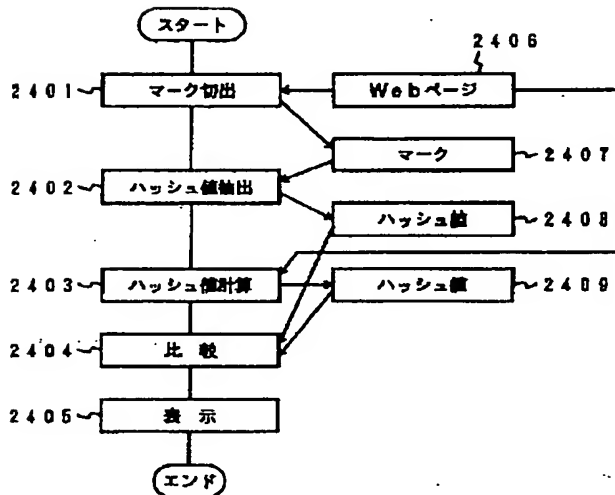 スタート
2406
2401 マーク切出 Webページ
マーク 2407
2402 ハッシュ値抽出
ハッシュ値 2408
2403 ハッシュ値計算 ハッシュ値 2409
2404 比較
2405 表示
エンド